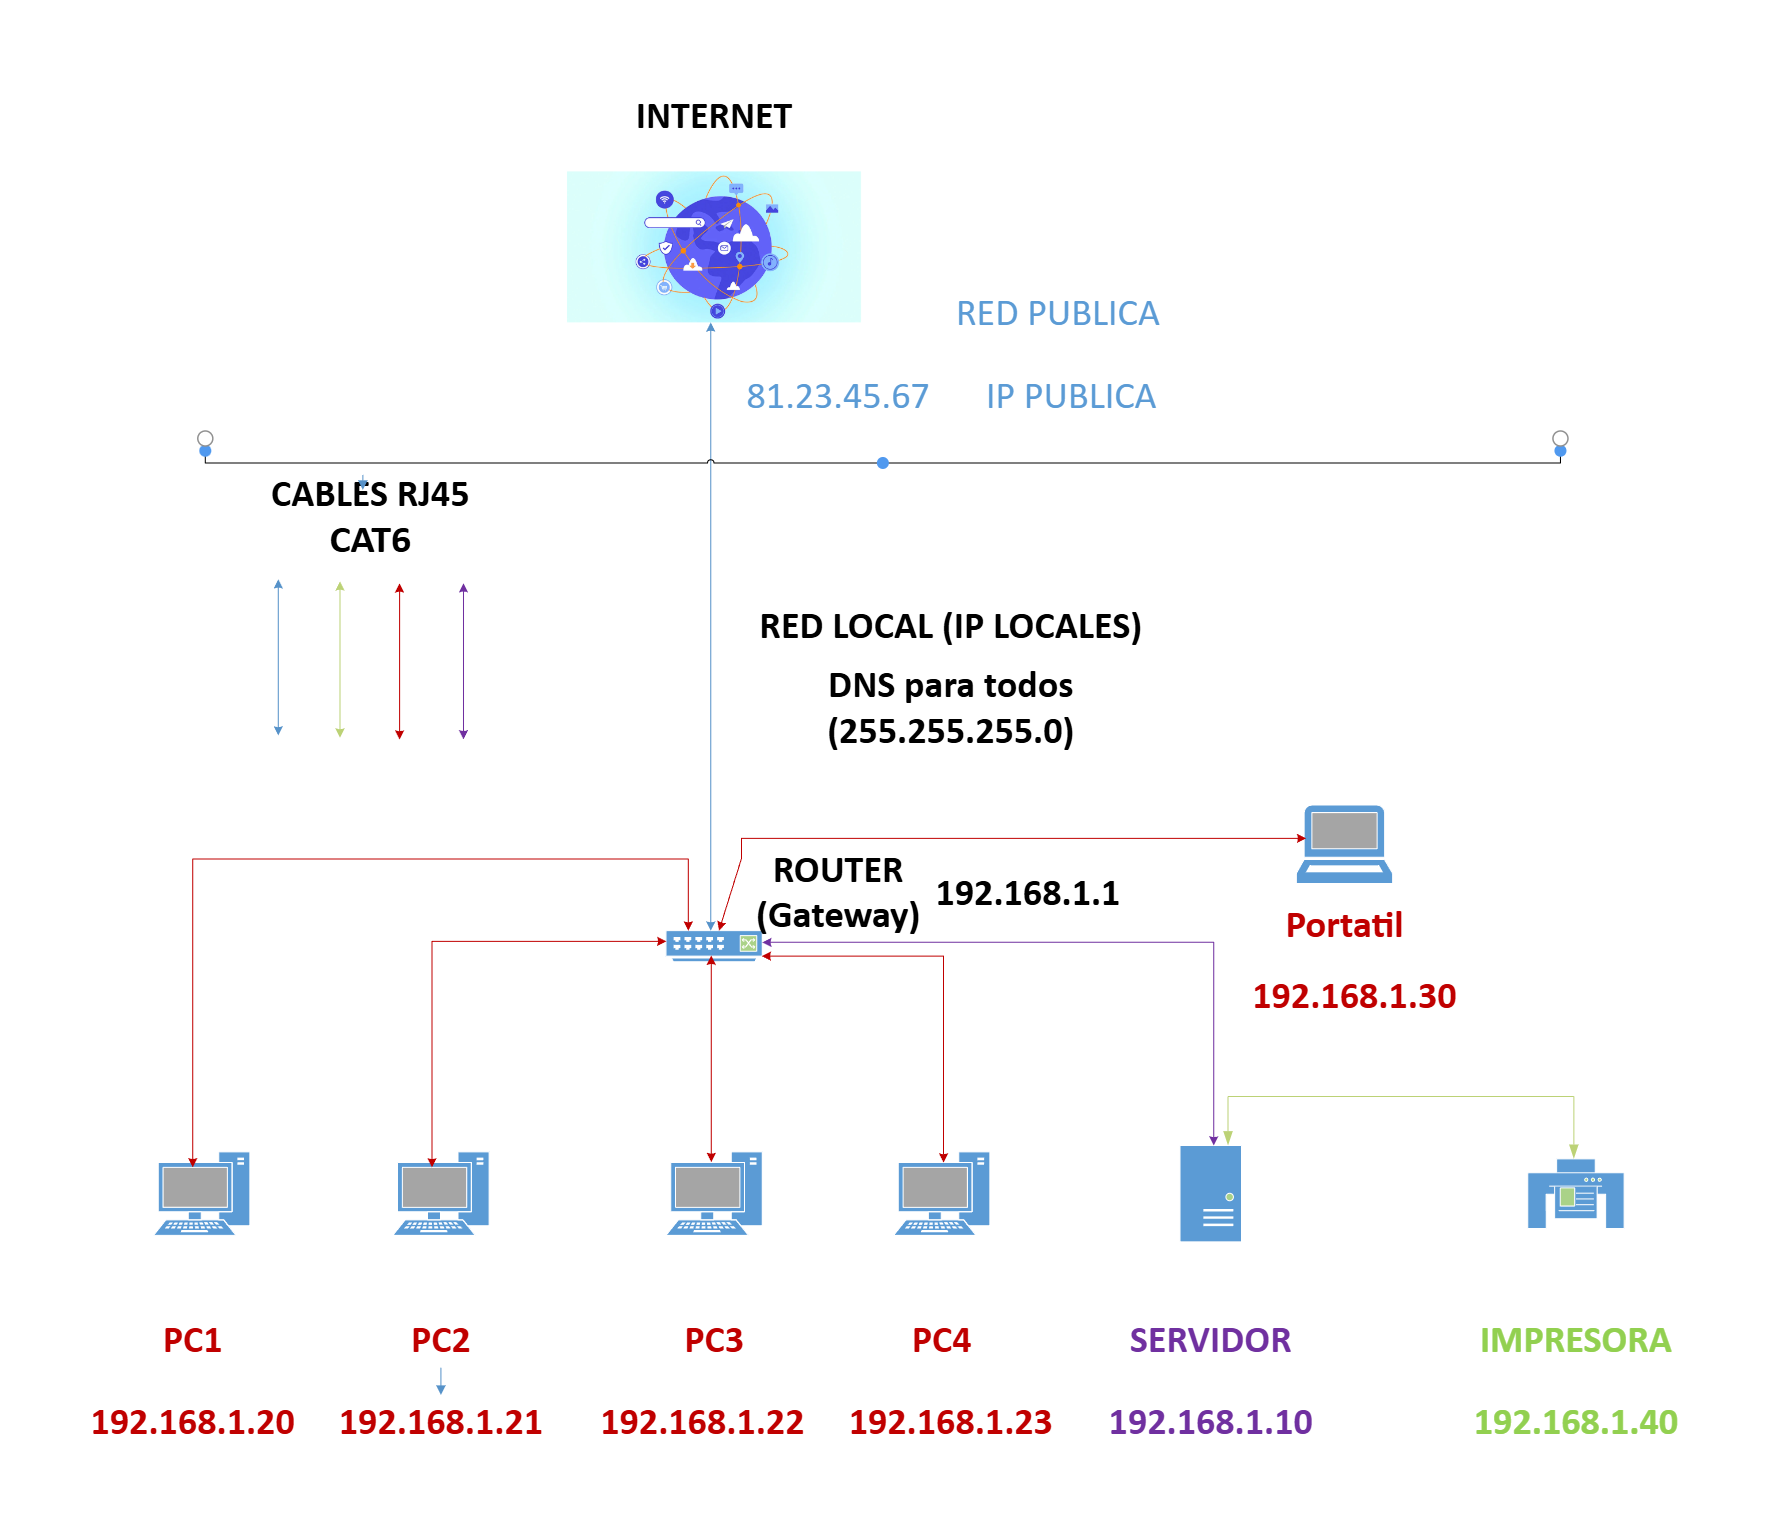 INTERNET
RED PUBLICA
81.23.45.67 IP PUBLICA
CABLES RJ45
CAT6
RED LOCAL (IP LOCALES)
DNS para todos
(255.255.255.0)
ROUTER
(Gateway)
192.168.1.1
Portatil
192.168.1.30
PC1
PC2
PC3
PC4
SERVIDOR
IMPRESORA
192.168.1.20
192.168.1.21
192.168.1.22
192.168.1.23
192.168.1.10
192.168.1.40